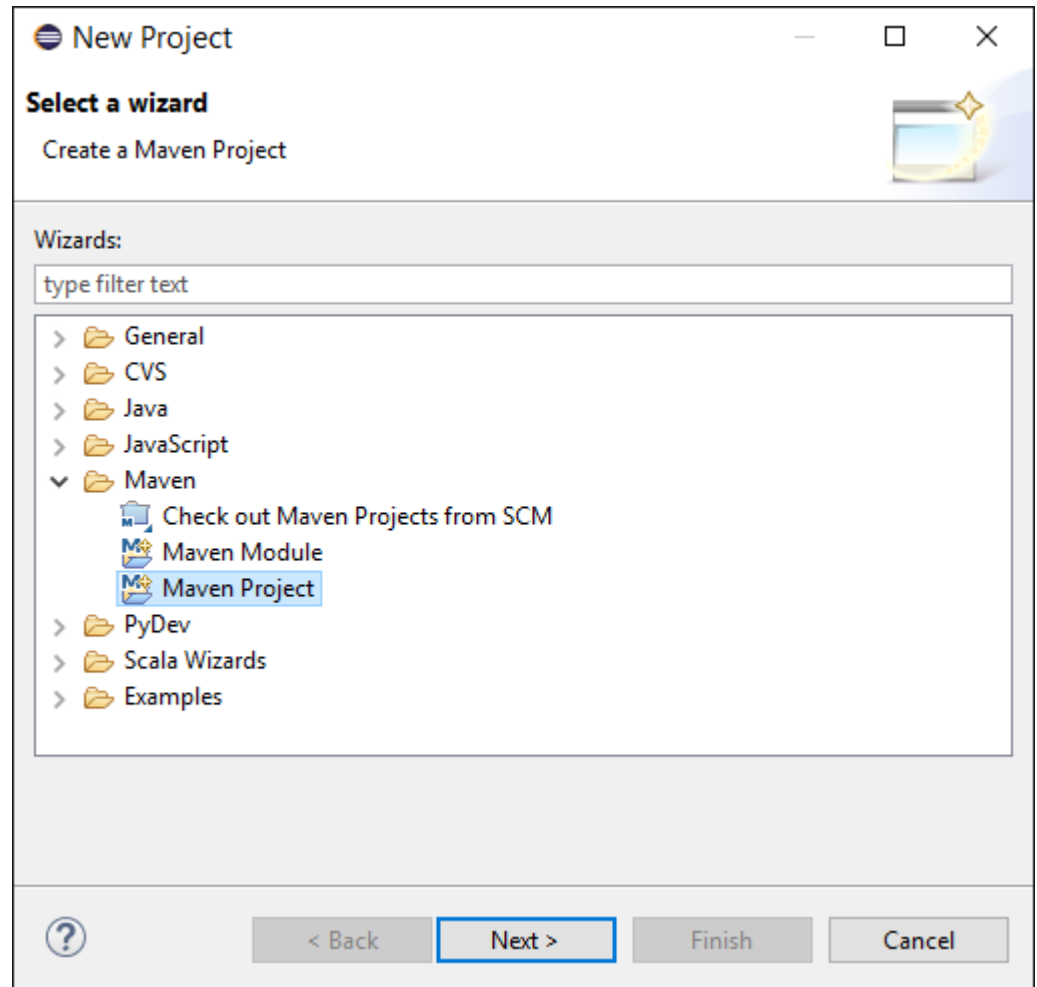 New Project
Select a wizard
Create a Maven Project
Wizards:
type filter text
General
CVS
Java
JavaScript
Maven
Check out Maven Projects from SCM
Maven Module
Maven Project
PyDev
Scala Wizards
Examples
< Back Next > Finish Cancel